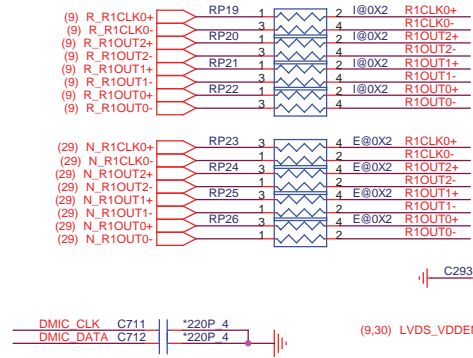 (9) R_R1CLK0+ RP19 1 2 I@0X2 R1CLK0+
(9) R_R1CLK0- 3 4 R1CLK0-
(9) R_R1OUT2+ RP20 1 2 I@0X2 R1OUT2+
(9) R_R1OUT2- 3 4 R1OUT2-
(9) R_R1OUT1+ RP21 1 2 I@0X2 R1OUT1+
(9) R_R1OUT1- 3 4 R1OUT1-
(9) R_R1OUT0+ RP22 1 2 I@0X2 R1OUT0+
(9) R_R1OUT0- 3 4 R1OUT0-
(29) N_R1CLK0+ RP23 3 4 E@0X2 R1CLK0+
(29) N_R1CLK0- 1 2 R1CLK0-
(29) N_R1OUT2+ RP24 3 4 E@0X2 R1OUT2+
(29) N_R1OUT2- 1 2 R1OUT2-
(29) N_R1OUT1+ RP25 3 4 E@0X2 R1OUT1+
(29) N_R1OUT1- 1 2 R1OUT1-
(29) N_R1OUT0+ RP26 3 4 E@0X2 R1OUT0+
(29) N_R1OUT0- 1 2 R1OUT0-
C293
DMIC_CLK C711 *220P_4
DMIC_DATA C712 *220P_4
(9,30) LVDS_VDDE